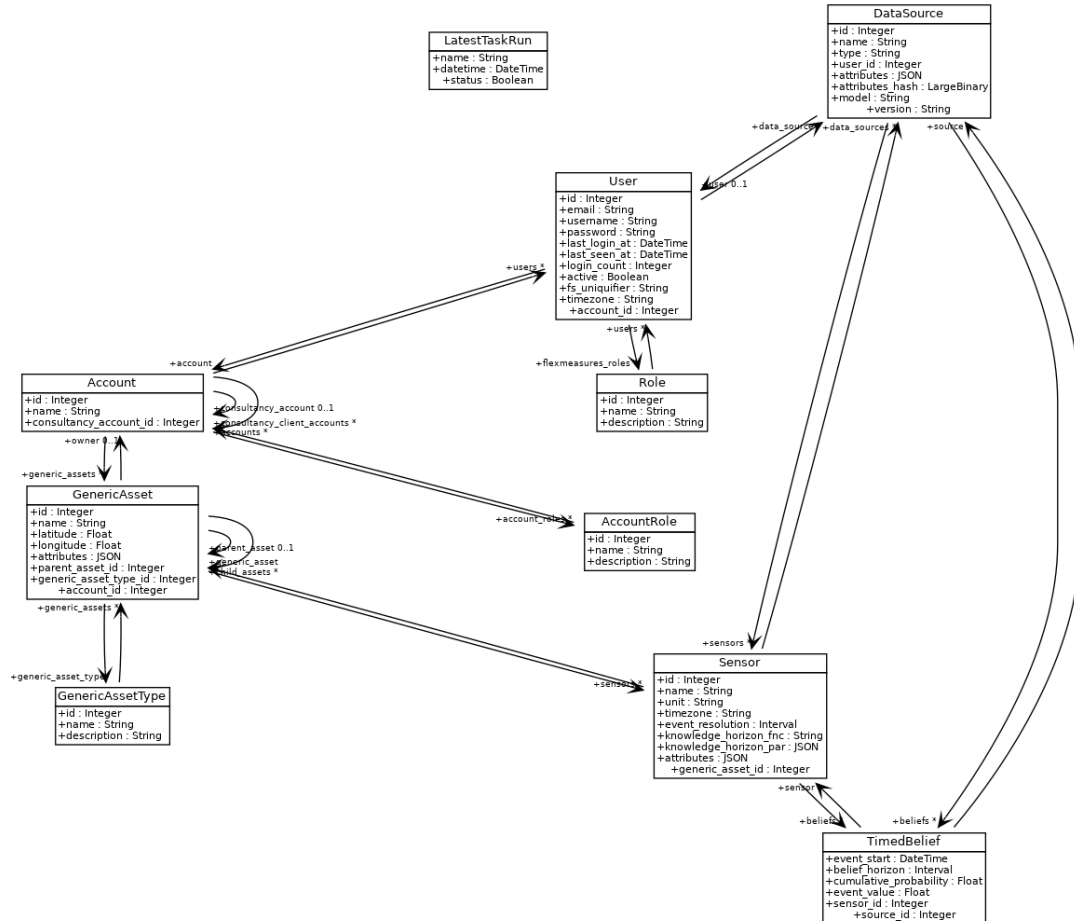 DataSource
+id : Integer
+name : String
+type : String
+user_id : Integer
+attributes : JSON
+attributes_hash : LargeBinary
+model : String
+version : String
LatestTaskRun
+name : String
+datetime : DateTime
+status : Boolean
+data_source
+data_sources *
+source
User
+id : Integer
+email : String
+username : String
+password : String
+last_login_at : DateTime
+last_seen_at : DateTime
+login_count : Integer
+active : Boolean
+fs_uniquifier : String
+timezone : String
+account_id : Integer
+user 0..1
+users *
+account
+users *
+flexmeasures_roles
Account
+id : Integer
+name : String
+consultancy_account_id : Integer
+consultancy_account 0..1
+consultancy_client_accounts *
+accounts *
Role
+id : Integer
+name : String
+description : String
+owner 0..1
+generic_assets
GenericAsset
+id : Integer
+name : String
+latitude : Float
+longitude : Float
+attributes : JSON
+parent_asset_id : Integer
+generic_asset_type_id : Integer
+account_id : Integer
+parent_asset 0..1
+generic_asset
+child_assets *
+account_roles *
AccountRole
+id : Integer
+name : String
+description : String
+generic_assets *
+generic_asset_type
GenericAssetType
+id : Integer
+name : String
+description : String
+sensors *
+sensors *
Sensor
+id : Integer
+name : String
+unit : String
+timezone : String
+event_resolution : Interval
+knowledge_horizon_fnc : String
+knowledge_horizon_par : JSON
+attributes : JSON
+generic_asset_id : Integer
+sensor
+beliefs
+beliefs *
TimedBelief
+event_start : DateTime
+belief_horizon : Interval
+cumulative_probability : Float
+event_value : Float
+sensor_id : Integer
+source_id : Integer